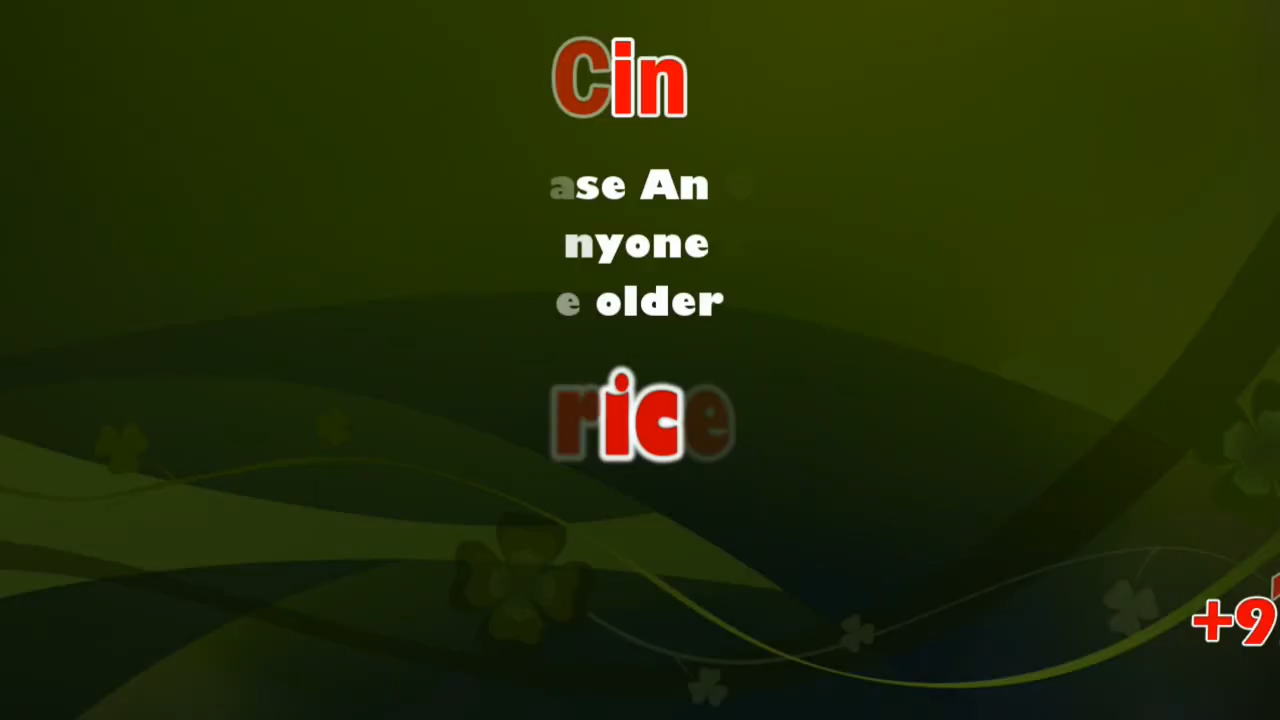 Cin
ase An
nyone
e older
rice
+9